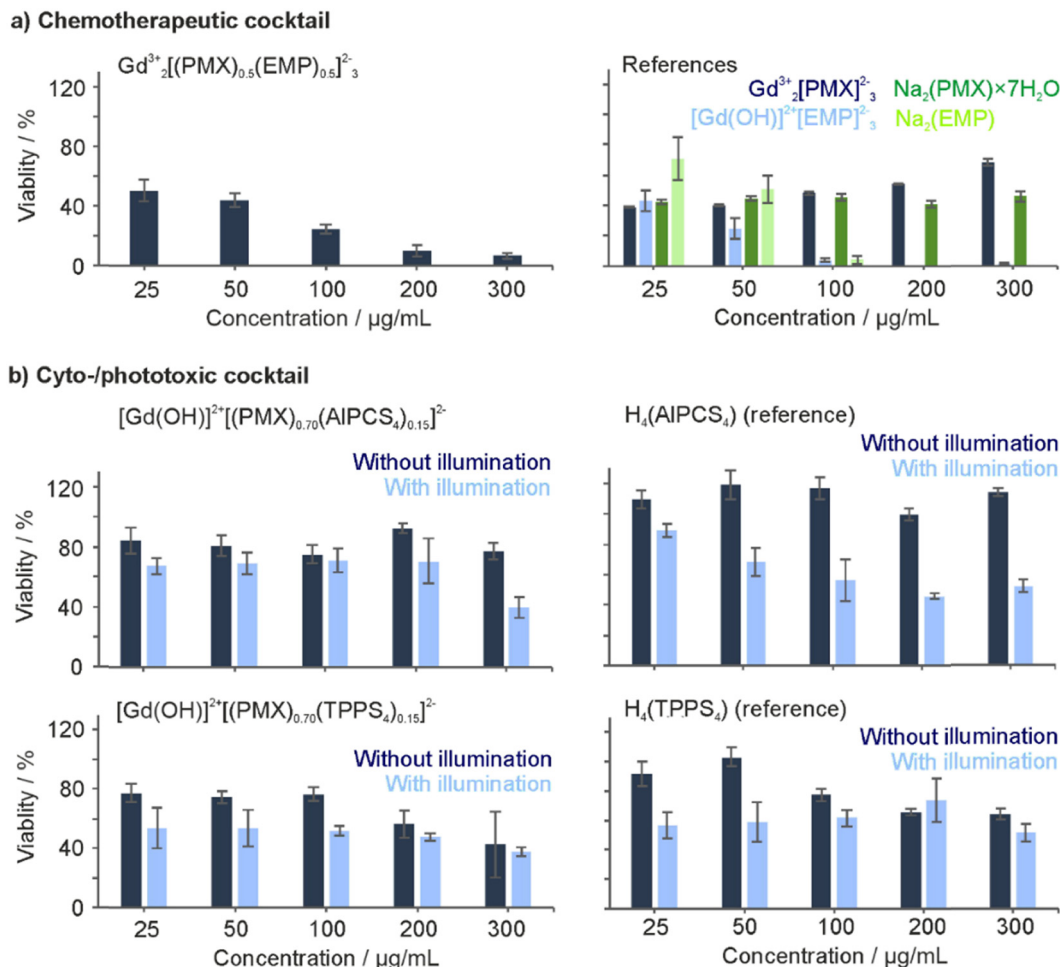 a) Chemotherapeutic cocktail
Gd³⁺₂[(PMX)₀.₅(EMP)₀.₅]²⁻₃
Viablity / %
120
80
40
0
25 50 100 200 300
Concentration / µg/mL
References
Gd³⁺₂[PMX]²⁻₃ Na₂(PMX)×7H₂O
[Gd(OH)]²⁺[EMP]²⁻₃ Na₂(EMP)
25 50 100 200 300
Concentration / µg/mL
b) Cyto-/phototoxic cocktail
[Gd(OH)]²⁺[(PMX)₀.₇₀(AlPCS₄)₀.₁₅]²⁻
Without illumination
With illumination
Viablity / %
120
80
40
0
H₄(AlPCS₄) (reference)
Without illumination
With illumination
[Gd(OH)]²⁺[(PMX)₀.₇₀(TPPS₄)₀.₁₅]²⁻
Without illumination
With illumination
Viablity / %
120
80
40
0
25 50 100 200 300
Concentration / µg/mL
H₄(TPPS₄) (reference)
Without illumination
With illumination
25 50 100 200 300
Concentration / µg/mL